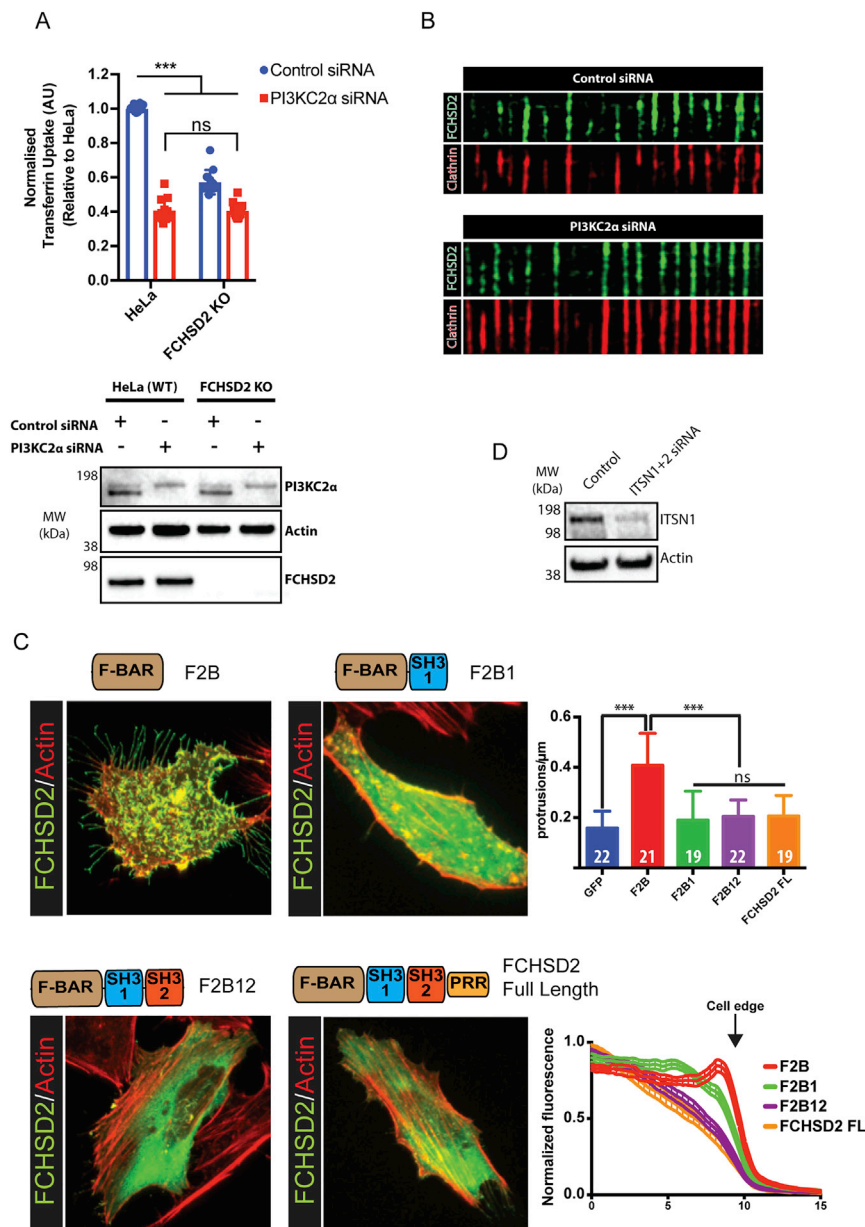 A
Normalised
Transferrin Uptake (AU)
(Relative to HeLa)
1.2
1.0
0.8
0.6
0.4
0.2
0.0
***
ns
Control siRNA
PI3KC2α siRNA
HeLa
FCHSD2 KO
HeLa (WT) FCHSD2 KO
Control siRNA + - + -
PI3KC2α siRNA - + - +
MW
(kDa)
198
PI3KC2α
Actin
38
98
FCHSD2
B
Control siRNA
FCHSD2
Clathrin
PI3KC2α siRNA
FCHSD2
Clathrin
D
MW
(kDa)
Control
ITSN1+2 siRNA
198
98
ITSN1
38
Actin
C
F-BAR F2B
FCHSD2/Actin
F-BAR SH3 1 F2B1
FCHSD2/Actin
protrusions/μm
0.6
0.4
0.2
*** ***
ns
22 21 19 22 19
GFP
F2B
F2B1
F2B12
FCHSD2 FL
F-BAR SH3 1 SH3 2 F2B12
FCHSD2/Actin
F-BAR SH3 1 SH3 2 PRR
FCHSD2
Full Length
FCHSD2/Actin
Cell edge
Normalized fluorescence
1.0
0.5
0.0
0 5 10 15
F2B
F2B1
F2B12
FCHSD2 FL